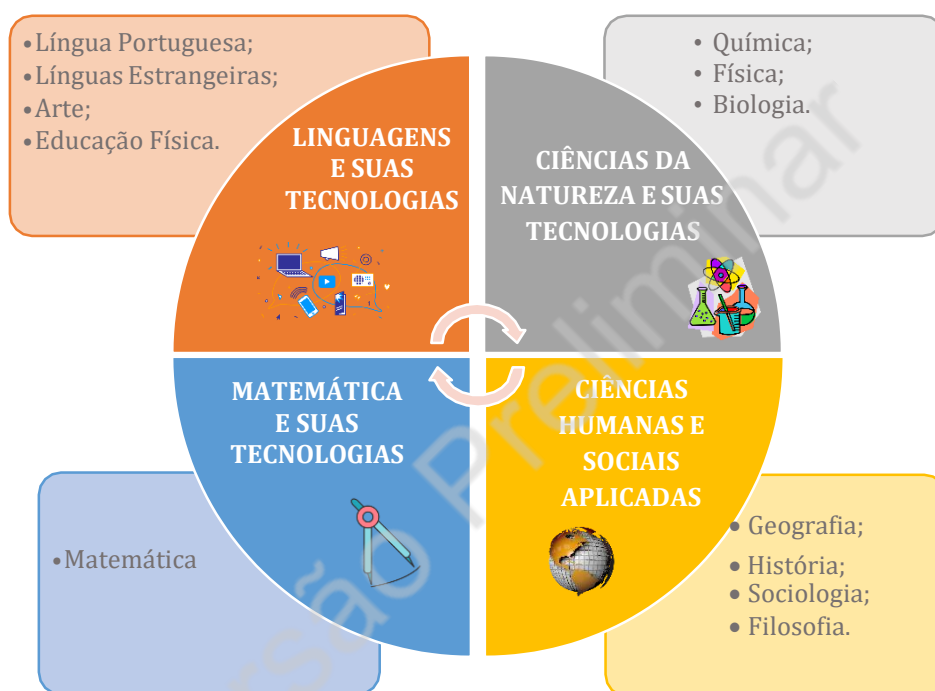 •Língua Portuguesa;
•Línguas Estrangeiras;
•Arte;
•Educação Física.
LINGUAGENS
E SUAS
TECNOLOGIAS
• Química;
• Física;
• Biologia.
CIÊNCIAS DA
NATUREZA E SUAS
TECNOLOGIAS
MATEMÁTICA
E SUAS
TECNOLOGIAS
•Matemática
CIÊNCIAS
HUMANAS E
SOCIAIS
APLICADAS
• Geografia;
• História;
• Sociologia;
• Filosofia.
rsão Preliminar